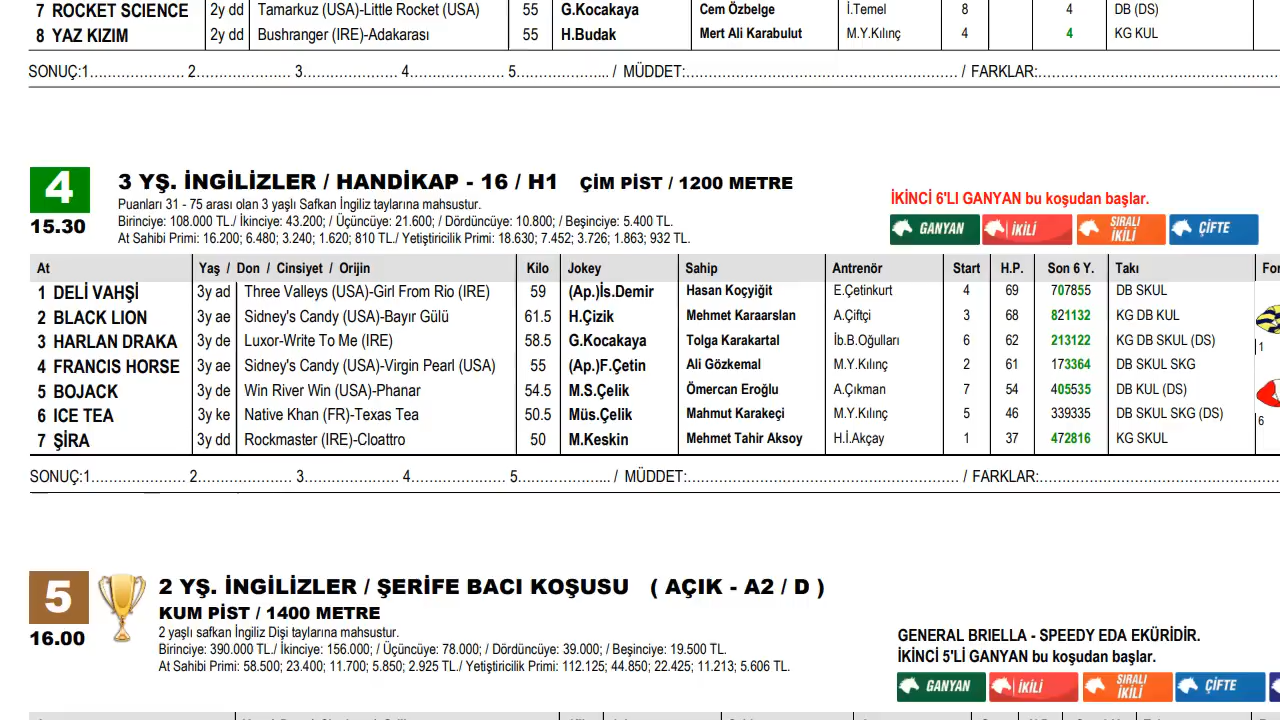 7 ROCKET SCIENCE 2y dd Tamarkuz (USA)-Little Rocket (USA) 55 G.Kocakaya Cem Özbelge İ.Temel 8 4 DB (DS)
8 YAZ KIZIM 2y dd Bushranger (IRE)-Adakarası 55 H.Budak Mert Ali Karabulut M.Y.Kılınç 4 4 KG KUL
SONUÇ:1..................... 2..................... 3..................... 4..................... 5..................... / MÜDDET:............................................................ / FARKLAR:............................................................
4 3 YŞ. İNGİLİZLER / HANDİKAP - 16 / H1 ÇİM PİST / 1200 METRE
15.30
Puanları 31 - 75 arası olan 3 yaşlı Safkan İngiliz taylarına mahsustur.
Birinciye: 108.000 TL./ İkinciye: 43.200; / Üçüncüye: 21.600; / Dördüncüye: 10.800; / Beşinciye: 5.400 TL.
At Sahibi Primi: 16.200; 6.480; 3.240; 1.620; 810 TL./ Yetiştiricilik Primi: 18.630; 7.452; 3.726; 1.863; 932 TL.
İKİNCİ 6'LI GANYAN bu koşudan başlar.
GANYAN İKİLİ SIRALI İKİLİ ÇİFTE
At Yaş / Don / Cinsiyet / Orijin Kilo Jokey Sahip Antrenör Start H.P. Son 6 Y. Takı For
1 DELİ VAHŞİ 3y ad Three Valleys (USA)-Girl From Rio (IRE) 59 (Ap.)İs.Demir Hasan Koçyiğit E.Çetinkurt 4 69 707855 DB SKUL
2 BLACK LION 3y ae Sidney's Candy (USA)-Bayır Gülü 61.5 H.Çizik Mehmet Karaarslan A.Çiftçi 3 68 821132 KG DB KUL
3 HARLAN DRAKA 3y de Luxor-Write To Me (IRE) 58.5 G.Kocakaya Tolga Karakartal İb.B.Oğulları 6 62 213122 KG DB SKUL (DS) 1
4 FRANCIS HORSE 3y ae Sidney's Candy (USA)-Virgin Pearl (USA) 55 (Ap.)F.Çetin Ali Gözkemal M.Y.Kılınç 2 61 173364 DB SKUL SKG
5 BOJACK 3y de Win River Win (USA)-Phanar 54.5 M.S.Çelik Ömercan Eroğlu A.Çıkman 7 54 405535 DB KUL (DS)
6 ICE TEA 3y ke Native Khan (FR)-Texas Tea 50.5 Müs.Çelik Mahmut Karakeçi M.Y.Kılınç 5 46 339335 DB SKUL SKG (DS) 6
7 ŞİRA 3y dd Rockmaster (IRE)-Cloattro 50 M.Keskin Mehmet Tahir Aksoy H.İ.Akçay 1 37 472816 KG SKUL
SONUÇ:1..................... 2..................... 3..................... 4..................... 5..................... / MÜDDET:............................................................ / FARKLAR:............................................................
5 2 YŞ. İNGİLİZLER / ŞERİFE BACI KOŞUSU ( AÇIK - A2 / D )
KUM PİST / 1400 METRE
16.00
2 yaşlı safkan İngiliz Dişi taylarına mahsustur.
Birinciye: 390.000 TL./ İkinciye: 156.000; / Üçüncüye: 78.000; / Dördüncüye: 39.000; / Beşinciye: 19.500 TL.
At Sahibi Primi: 58.500; 23.400; 11.700; 5.850; 2.925 TL./ Yetiştiricilik Primi: 112.125; 44.850; 22.425; 11.213; 5.606 TL.
GENERAL BRIELLA - SPEEDY EDA EKÜRİDİR.
İKİNCİ 5'Lİ GANYAN bu koşudan başlar.
GANYAN İKİLİ SIRALI İKİLİ ÇİFTE